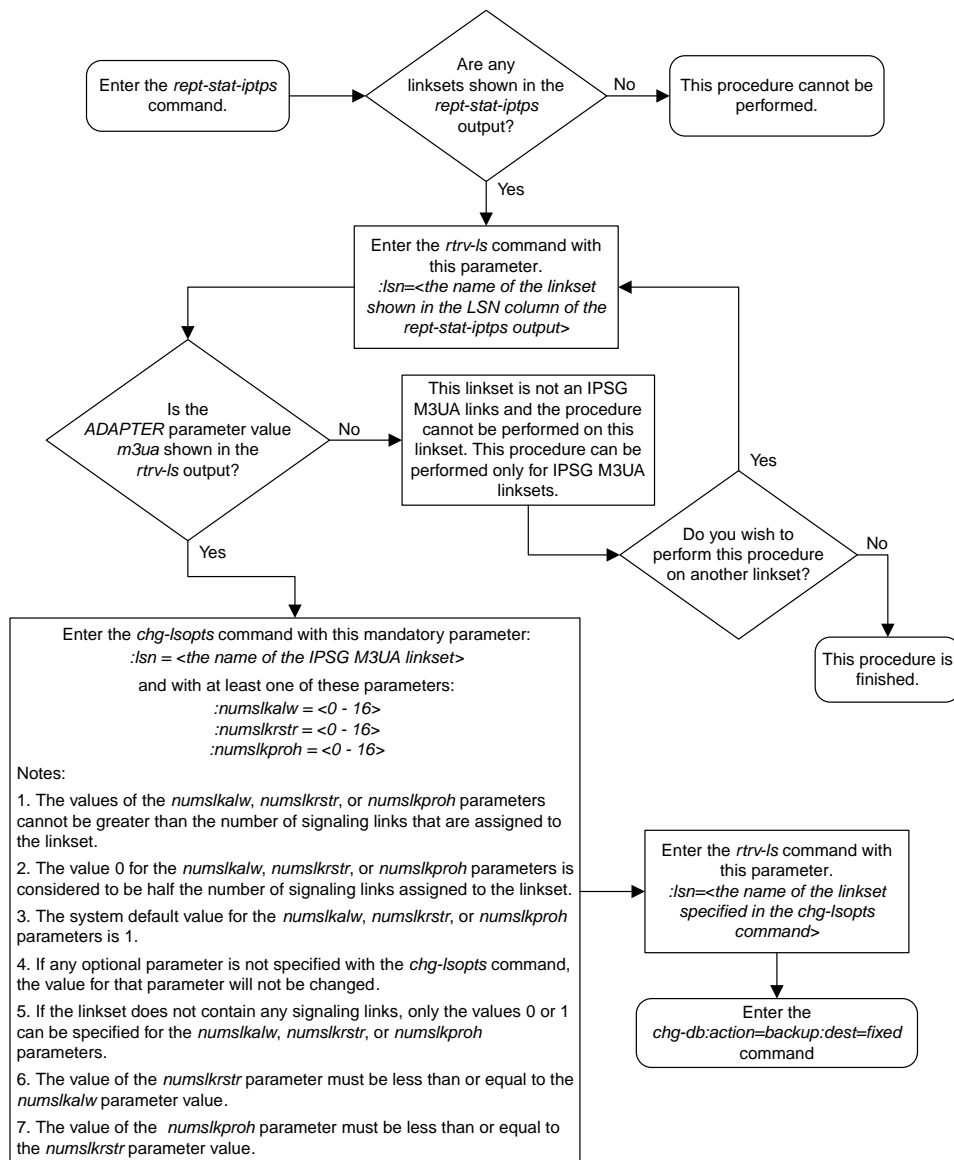 Enter the rept-stat-iptps
command.
Are any
linksets shown in the
rept-stat-iptps
output?
No
This procedure cannot be
performed.
Yes
Enter the rtrv-ls command with
this parameter.
:lsn=<the name of the linkset
shown in the LSN column of the
rept-stat-iptps output>
Is the
ADAPTER parameter value
m3ua shown in the
rtrv-ls output?
No
This linkset is not an IPSG
M3UA links and the procedure
cannot be performed on this
linkset. This procedure can be
performed only for IPSG M3UA
linksets.
Yes
Do you wish to
perform this procedure
on another linkset?
No
This procedure is
finished.
Yes
Enter the chg-lsopts command with this mandatory parameter:
:lsn = <the name of the IPSG M3UA linkset>
and with at least one of these parameters:
:numslkalw = <0 - 16>
:numslkrstr = <0 - 16>
:numslkproh = <0 - 16>
Notes:
1. The values of the numslkalw, numslkrstr, or numslkproh parameters
cannot be greater than the number of signaling links that are assigned to
the linkset.
2. The value 0 for the numslkalw, numslkrstr, or numslkproh parameters is
considered to be half the number of signaling links assigned to the linkset.
3. The system default value for the numslkalw, numslkrstr, or numslkproh
parameters is 1.
4. If any optional parameter is not specified with the chg-lsopts command,
the value for that parameter will not be changed.
5. If the linkset does not contain any signaling links, only the values 0 or 1
can be specified for the numslkalw, numslkrstr, or numslkproh
parameters.
6. The value of the numslkrstr parameter must be less than or equal to the
numslkalw parameter value.
7. The value of the numslkproh parameter must be less than or equal to
the numslkrstr parameter value.
Enter the rtrv-ls command with
this parameter.
:lsn=<the name of the linkset
specified in the chg-lsopts
command>
Enter the
chg-db:action=backup:dest=fixed
command